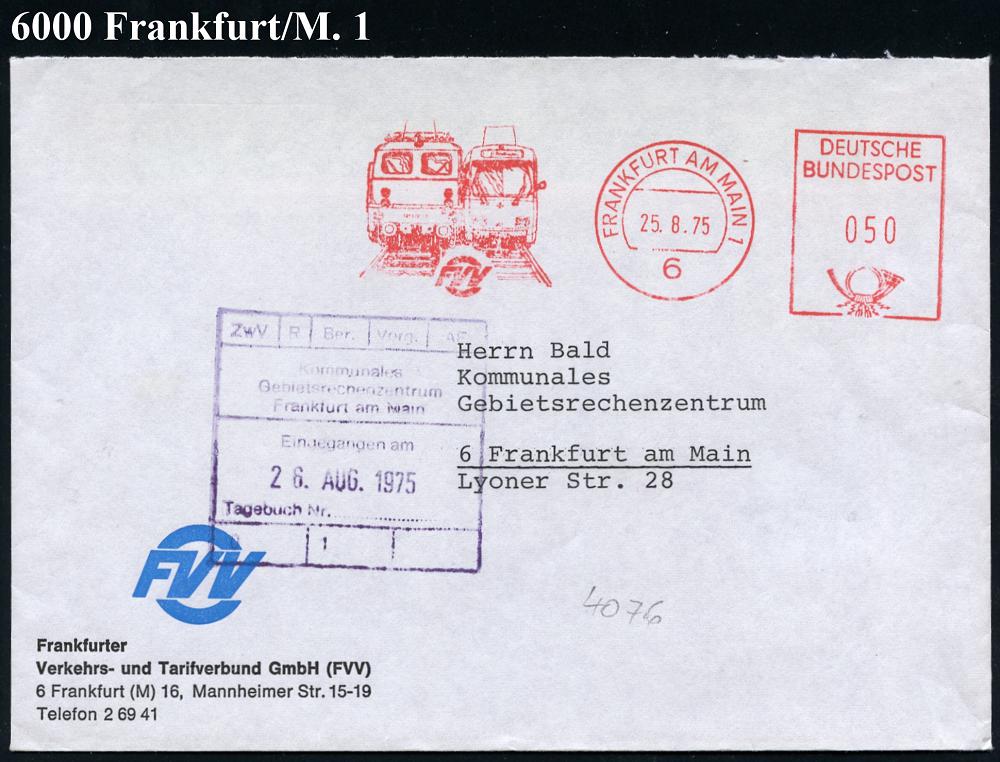 6000 Frankfurt/M. 1
FVV
FRANKFURT AM MAIN 1
25.8.75
6
DEUTSCHE
BUNDESPOST
050
ZwV R Ber. Verg.
Kommunales
Gebietsrechenzentrum
Frankfurt am Main
Eingegangen am
26. AUG. 1975
Tagebuch Nr.
1
Herrn Bald
Kommunales
Gebietsrechenzentrum
6 Frankfurt am Main
Lyoner Str. 28
4076
FVV
Frankfurter
Verkehrs- und Tarifverbund GmbH (FVV)
6 Frankfurt (M) 16, Mannheimer Str. 15-19
Telefon 2 69 41